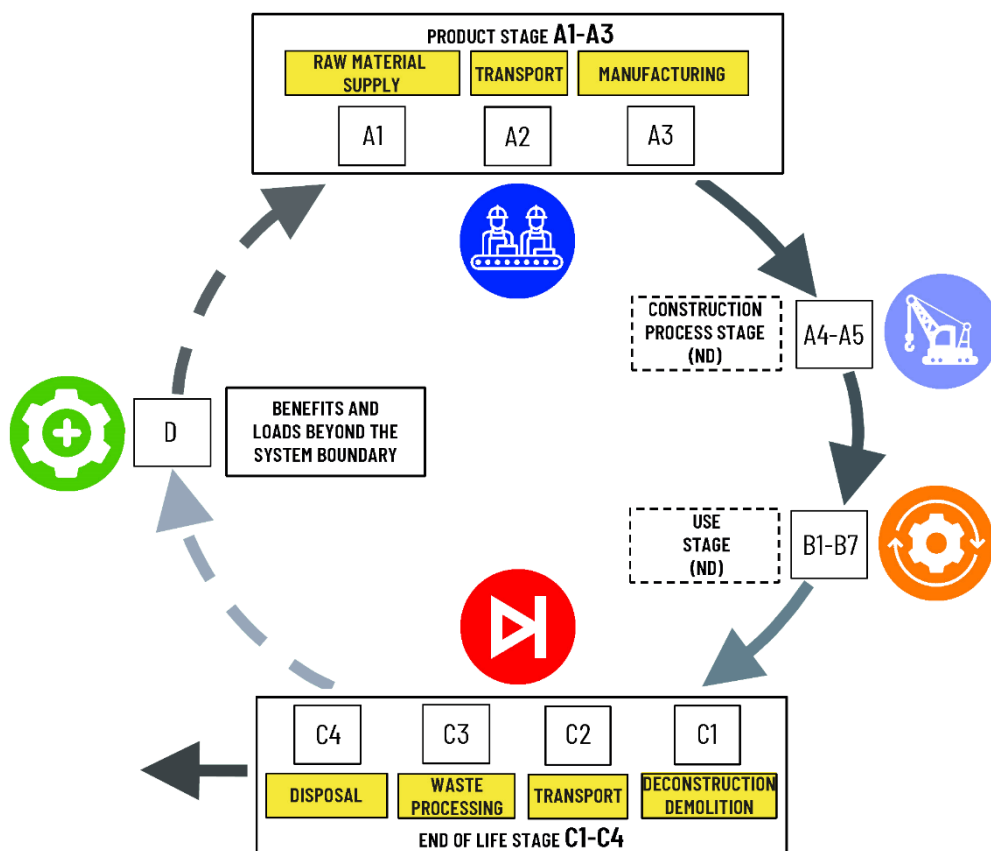 PRODUCT STAGE A1-A3
RAW MATERIAL
SUPPLY
TRANSPORT
MANUFACTURING
A1
A2
A3
CONSTRUCTION
PROCESS STAGE
(ND)
A4-A5
D
BENEFITS AND
LOADS BEYOND THE
SYSTEM BOUNDARY
USE
STAGE
(ND)
B1-B7
C4
C3
C2
C1
DISPOSAL
WASTE
PROCESSING
TRANSPORT
DECONSTRUCTION
DEMOLITION
END OF LIFE STAGE C1-C4